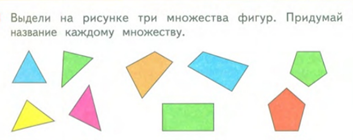 Выдели на рисунке три множества фигур. Придумай
название каждому множеству.